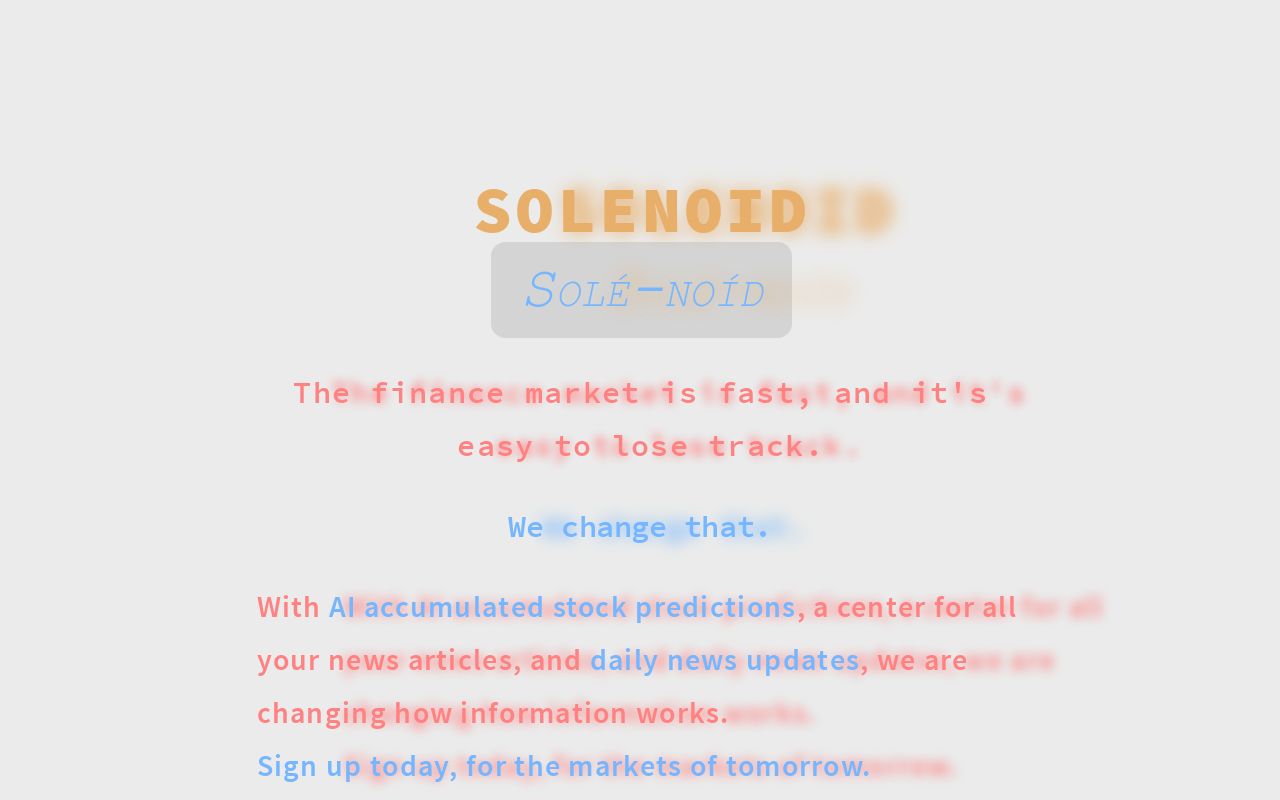 SOLENOID
Solé-noíd
The finance market is fast, and it's
easy to lose track.
We change that.
With AI accumulated stock predictions, a center for all
your news articles, and daily news updates, we are
changing how information works.
Sign up today, for the markets of tomorrow.